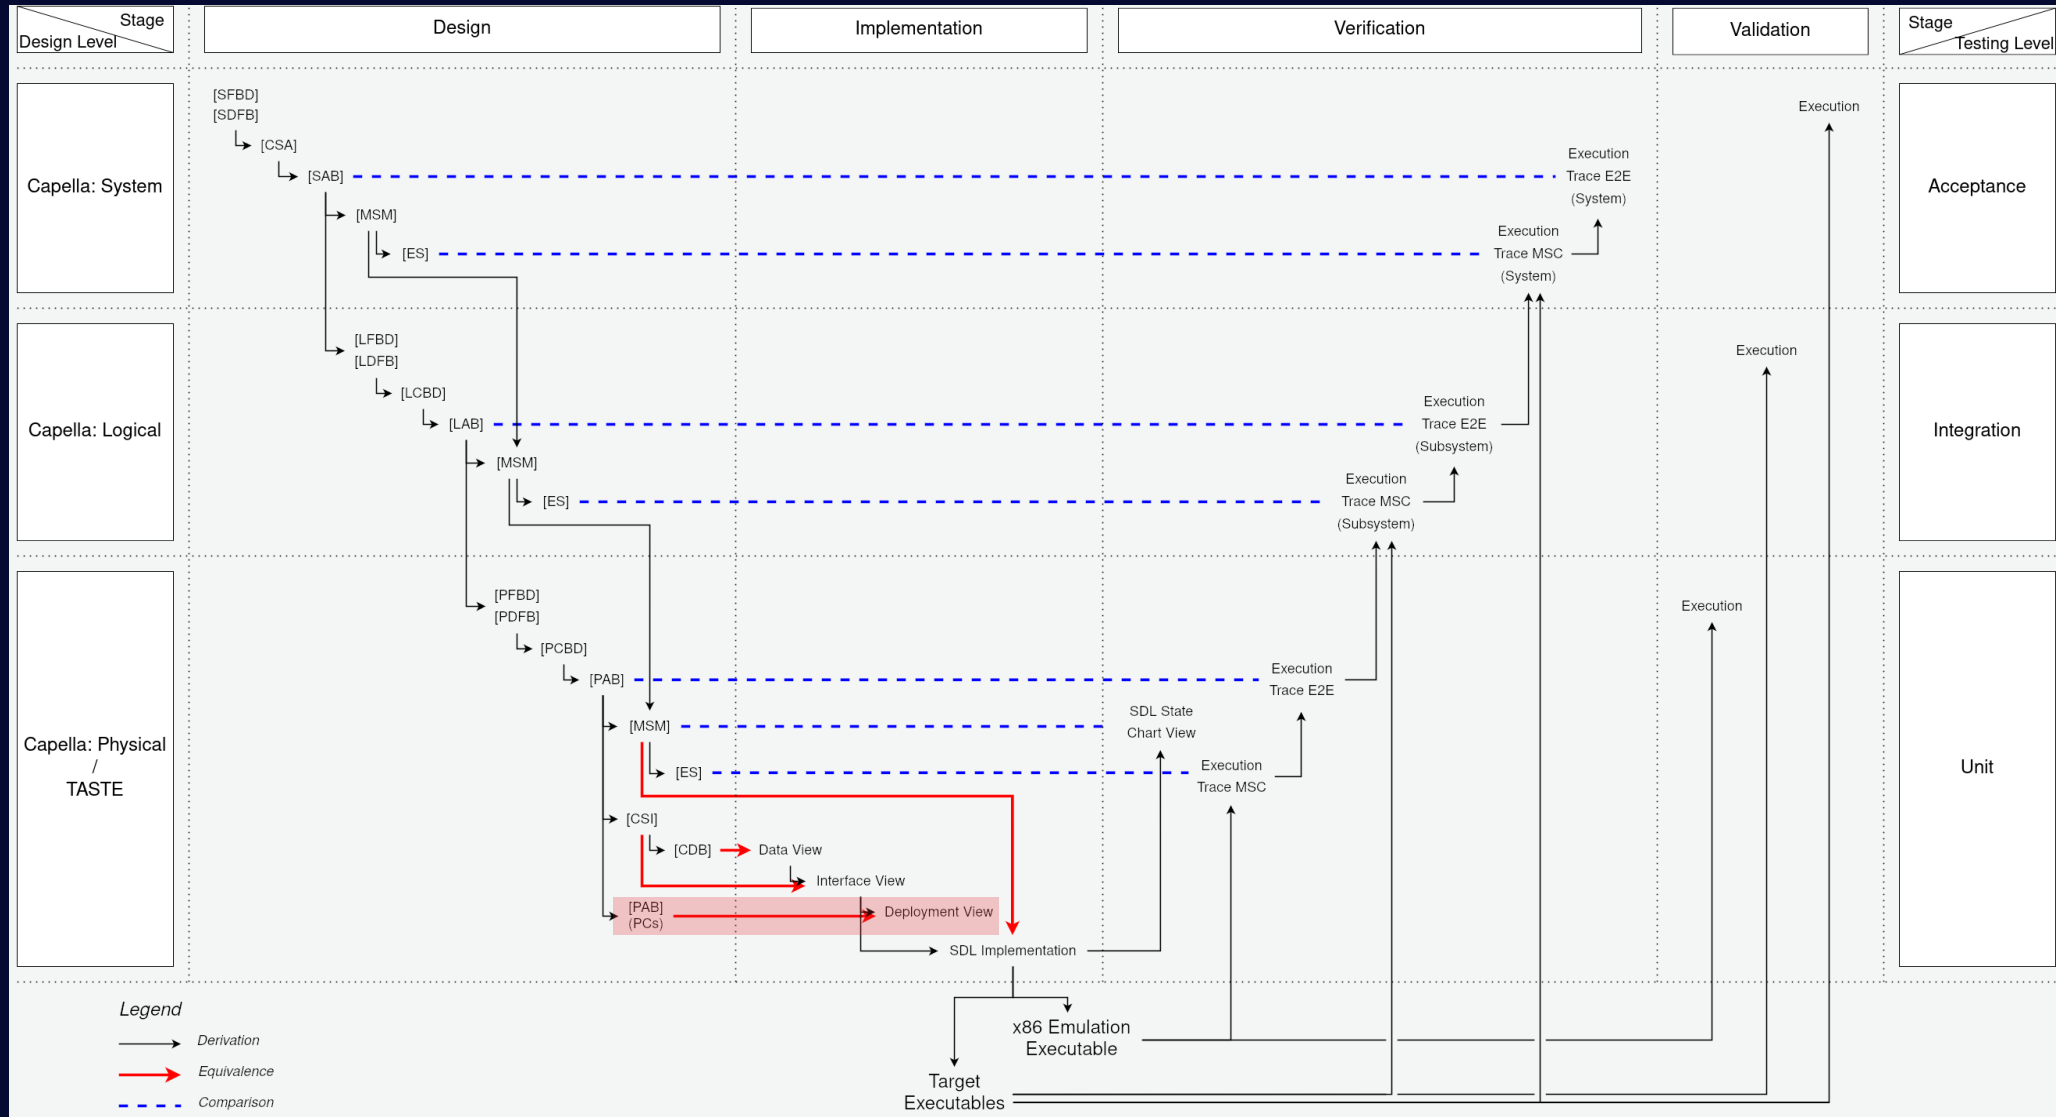 Stage
Design Level
Design
Implementation
Verification
Validation
Stage
Testing Level
Capella: System
[SFBD]
[SDFB]
[CSA]
[SAB]
[MSM]
[ES]
Execution
Trace MSC
(System)
Execution
Trace E2E
(System)
Execution
Acceptance
Capella: Logical
[LFBD]
[LDFB]
[LCBD]
[LAB]
[MSM]
[ES]
Execution
Trace MSC
(Subsystem)
Execution
Trace E2E
(Subsystem)
Execution
Integration
Capella: Physical
/
TASTE
[PFBD]
[PDFB]
[PCBD]
[PAB]
[MSM]
[ES]
[CSI]
[CDB]
Data View
Interface View
[PAB]
(PCs)
Deployment View
SDL Implementation
SDL State
Chart View
Execution
Trace MSC
Execution
Trace E2E
Execution
Unit
x86 Emulation
Executable
Target
Executables
Legend
Derivation
Equivalence
Comparison